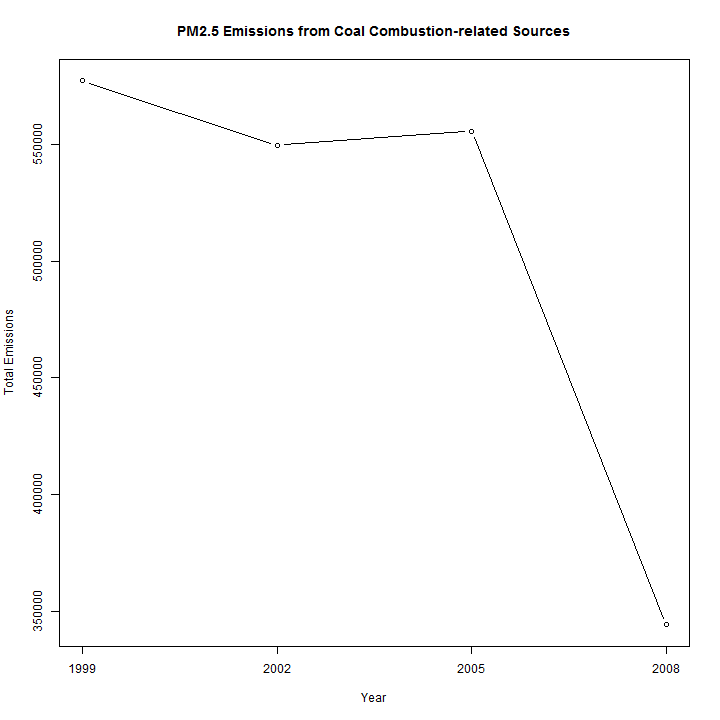 PM2.5 Emissions from Coal Combustion-related Sources
Total Emissions
550000
500000
450000
400000
350000
1999 2002 2005 2008
Year